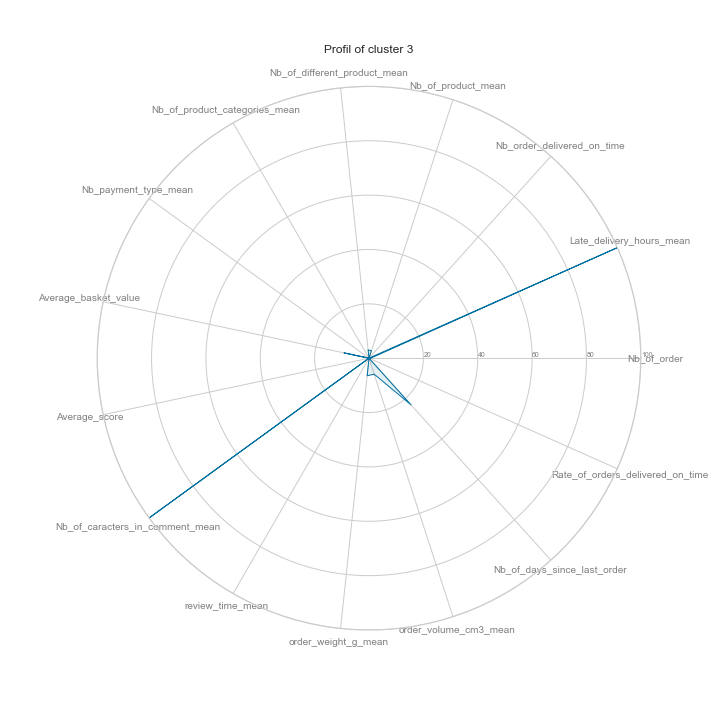 Profil of cluster 3
Nb_of_different_product_mean
Nb_of_product_mean
Nb_of_product_categories_mean
Nb_order_delivered_on_time
Nb_payment_type_mean
Late_delivery_hours_mean
Average_basket_value
20 40 60 80 100
Nb_of_order
Average_score
Rate_of_orders_delivered_on_time
Nb_of_caracters_in_comment_mean
Nb_of_days_since_last_order
review_time_mean
order_volume_cm3_mean
order_weight_g_mean